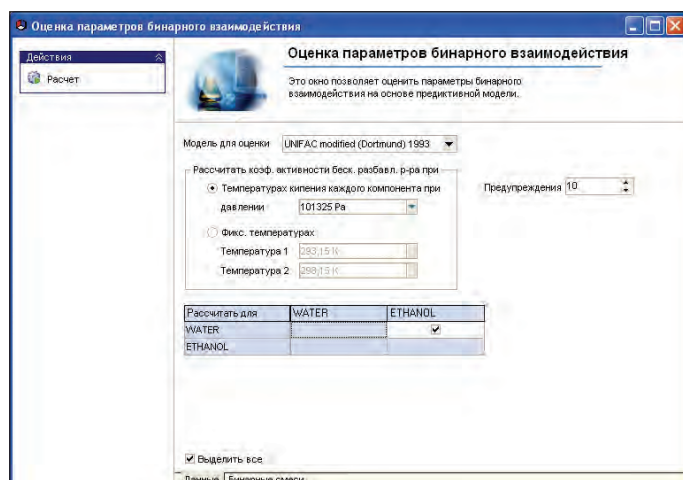 Оценка параметров бинарного взаимодействия
Действия
Расчет
Оценка параметров бинарного взаимодействия
Это окно позволяет оценить параметры бинарного
взаимодействия на основе предиктивной модели.
Модель для оценки UNIFAC modified (Dortmund) 1993
Рассчитать коэф. активности беск. разбавл. р-ра при
Температурах кипения каждого компонента при
давлении 101325 Pa
Предупреждения 10
Фикс. температурах
Температура 1 293,15 K
Температура 2 298,15 K
Рассчитать для WATER ETHANOL
WATER
ETHANOL
Выделить все
Данные Бинарные смеси